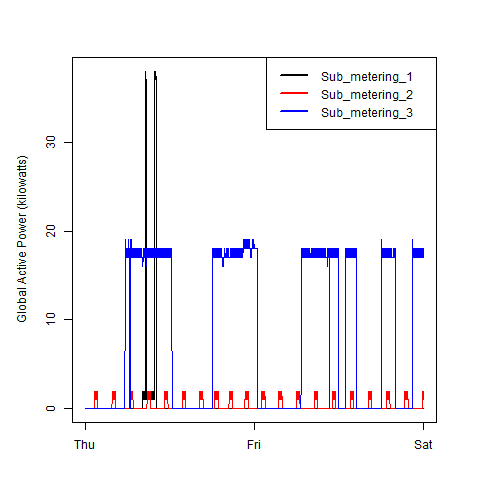 Sub_metering_1
Sub_metering_2
Sub_metering_3
Global Active Power (kilowatts)
30
20
10
0
Thu Fri Sat